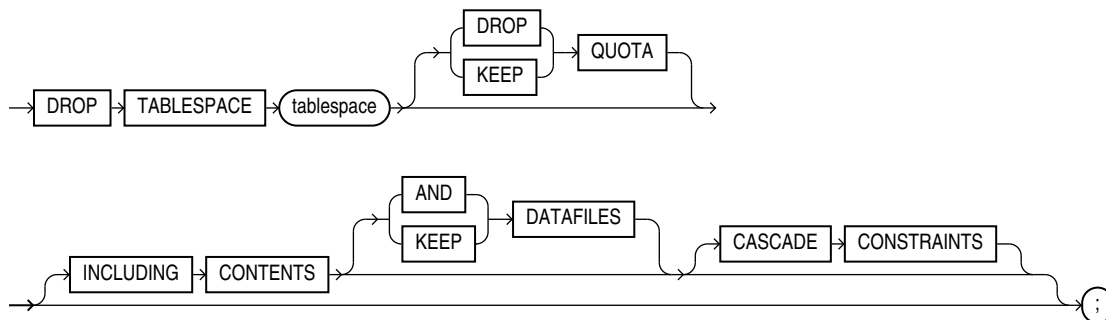 DROP
QUOTA
KEEP
DROP TABLESPACE tablespace
AND
DATAFILES
KEEP
CASCADE CONSTRAINTS
INCLUDING CONTENTS
;